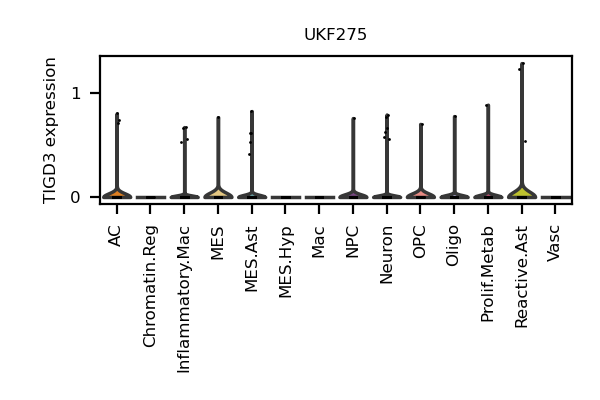 UKF275
TIGD3 expression
1
0
AC
Chromatin.Reg
Inflammatory.Mac
MES
MES.Ast
MES.Hyp
Mac
NPC
Neuron
OPC
Oligo
Prolif.Metab
Reactive.Ast
Vasc